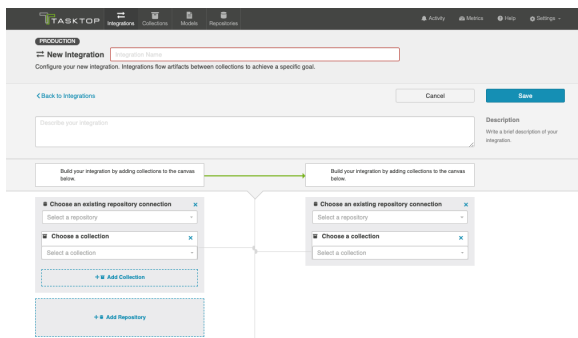 TASKTOP
Integrations Collections Models Repositories
Activity Metrics Help Settings
PRODUCTION
New Integration Integration Name
Configure your new integration. Integrations flow artifacts between collections to achieve a specific goal.
Back to Integrations
Cancel
Save
Describe your Integration
Description
Write a brief description of your
integration.
Build your integration by adding collections to the canvas
below.
Build your integration by adding collections to the canvas
below.
Choose an existing repository connection
Select a repository
Choose a collection
Select a collection
+ Add Collection
+ Add Repository
Choose an existing repository connection
Select a repository
Choose a collection
Select a collection